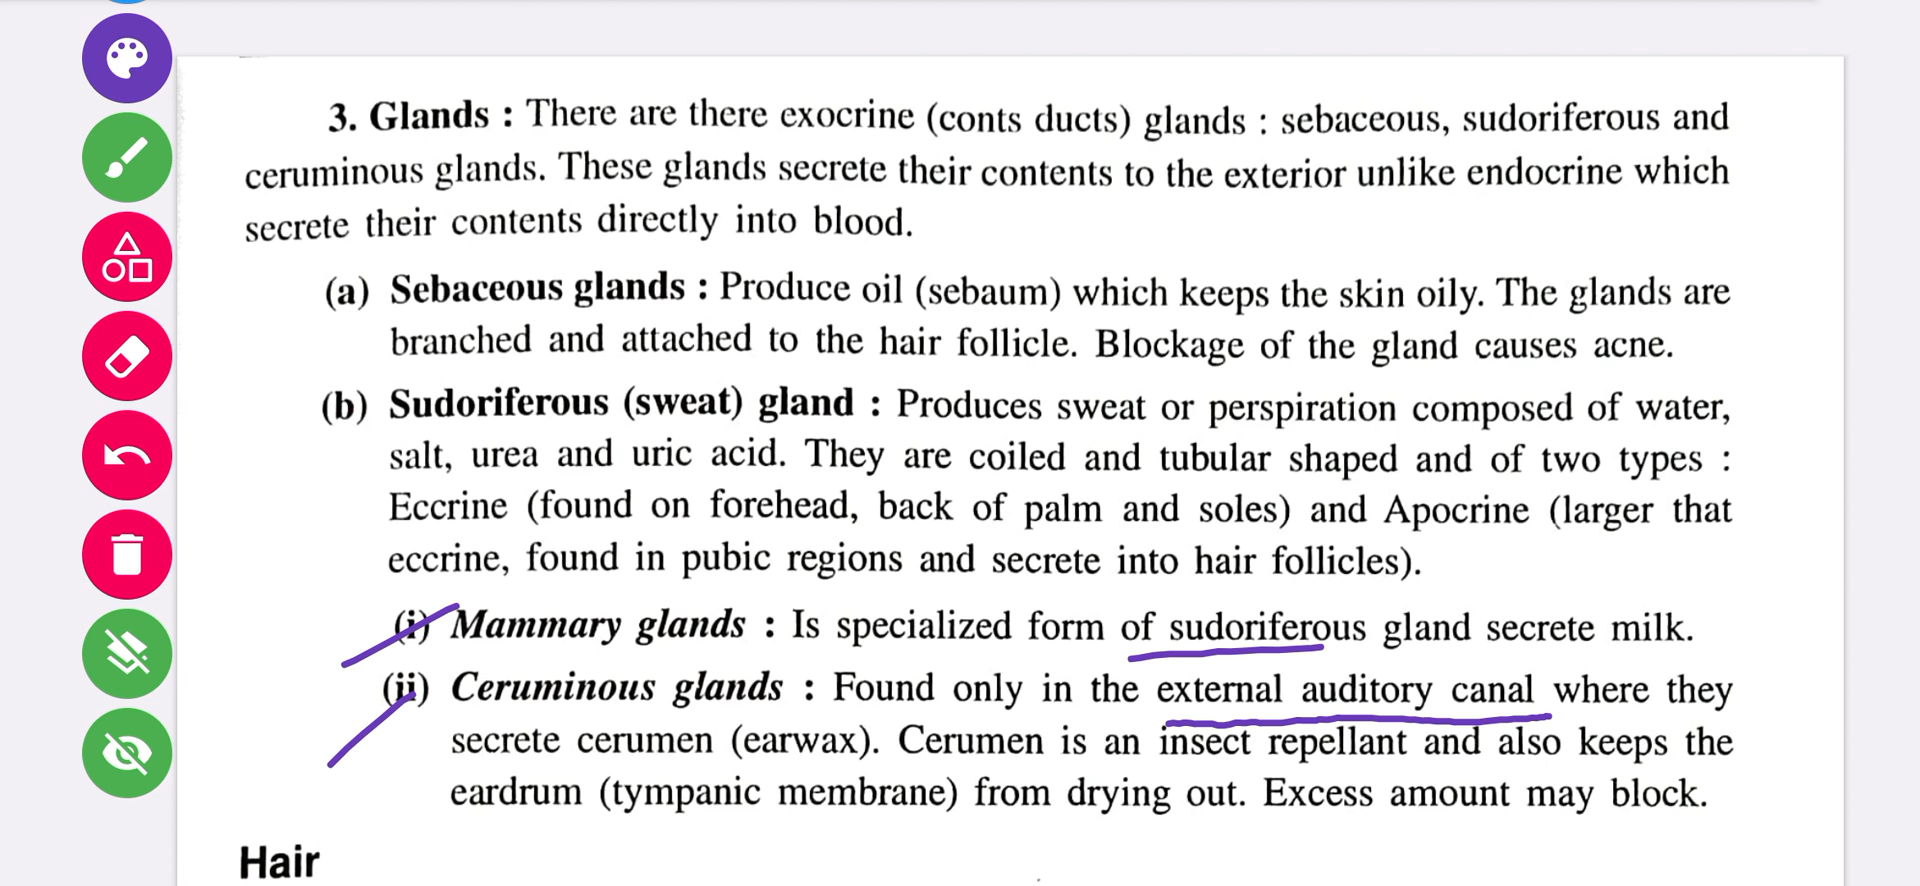 3. Glands : There are there exocrine (conts ducts) glands : sebaceous, sudoriferous and
ceruminous glands. These glands secrete their contents to the exterior unlike endocrine which
secrete their contents directly into blood.
(a) Sebaceous glands : Produce oil (sebaum) which keeps the skin oily. The glands are
branched and attached to the hair follicle. Blockage of the gland causes acne.
(b) Sudoriferous (sweat) gland : Produces sweat or perspiration composed of water,
salt, urea and uric acid. They are coiled and tubular shaped and of two types :
Eccrine (found on forehead, back of palm and soles) and Apocrine (larger that
eccrine, found in pubic regions and secrete into hair follicles).
(i) Mammary glands : Is specialized form of sudoriferous gland secrete milk.
(ii) Ceruminous glands : Found only in the external auditory canal where they
secrete cerumen (earwax). Cerumen is an insect repellant and also keeps the
eardrum (tympanic membrane) from drying out. Excess amount may block.
Hair